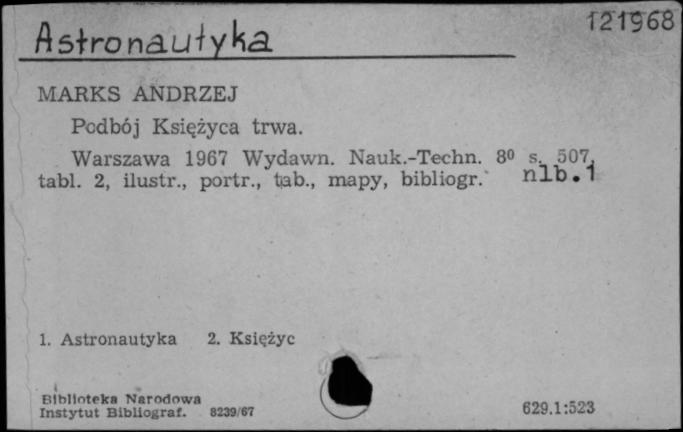 121968
Astronautyka
MARKS ANDRZEJ
Podbój Księżyca trwa.
Warszawa 1967 Wydawn. Nauk.-Techn. 8⁰ s. 507,
tabl. 2, ilustr., portr., tab., mapy, bibliogr. nlb.1
1. Astronautyka 2. Księżyc
Biblioteka Narodowa
Instytut Bibliograf. 8239/67
629.1:523